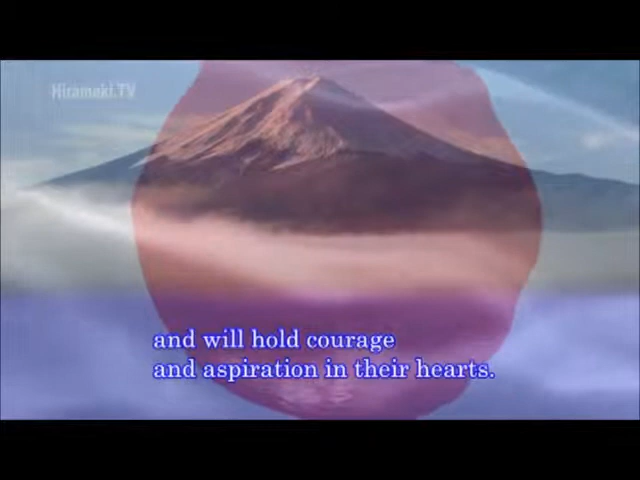 Hiramaki.TV
and will hold courage
and aspiration in their hearts.